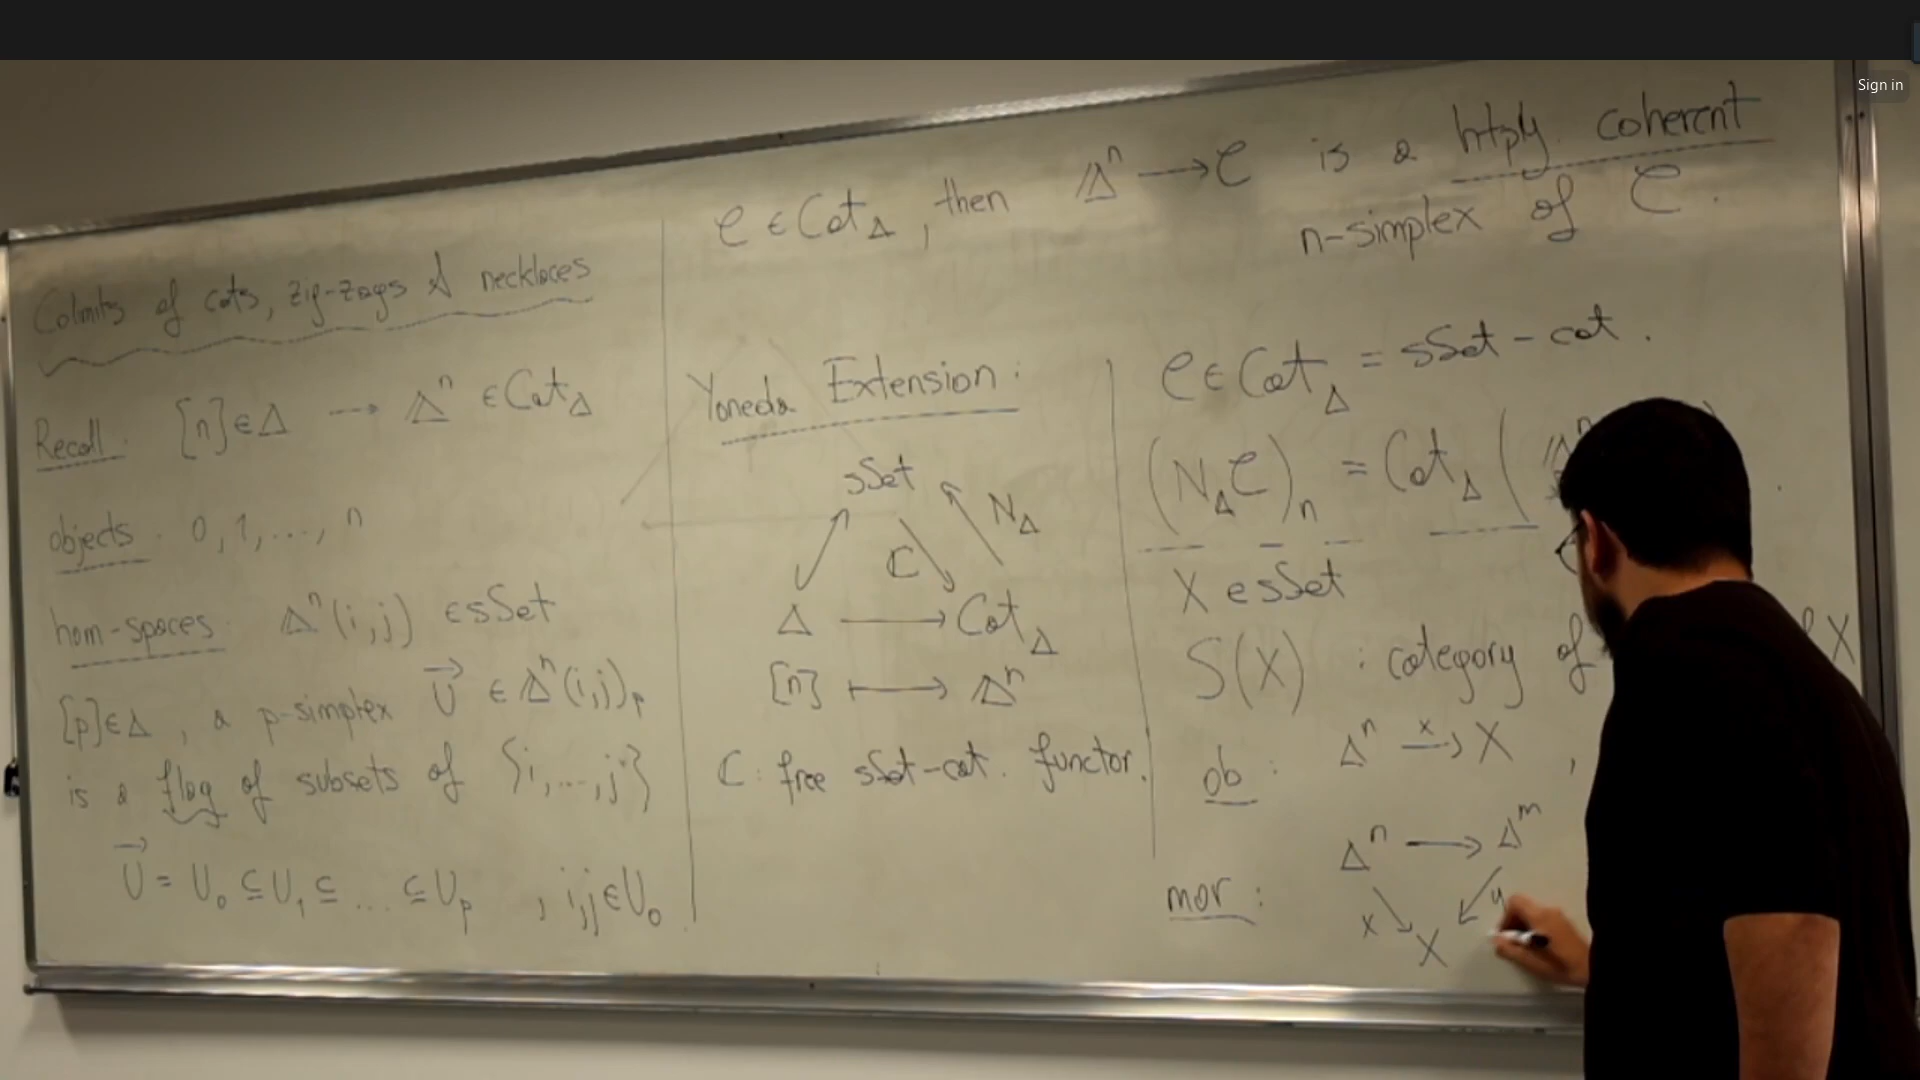 Sign in
C ∈ Cat_Δ, then Δ^n → C is a htpy. coherent
n-simplex of C.
Colimits of cats, zig-zags & necklaces
Recall: [n] ∈ Δ ⇢ Δ^n ∈ Cat_Δ
objects: 0, 1, ..., n
hom-spaces: Δ^n(i,j) ∈ sSet
[p] ∈ Δ, a p-simplex U⃗ ∈ Δ^n(i,j)_p
is a flag of subsets of {i,...,j}
U⃗ = U_0 ⊆ U_1 ⊆ ... ⊆ U_p , i,j ∈ U_0
Yoneda Extension:
sSet
C N_Δ
Δ → Cat_Δ
[n] ↦ Δ^n
C: free sSet-cat. functor.
C ∈ Cat_Δ = sSet-cat.
(N_Δ C)_n = Cat_Δ (Δ^n
X ∈ sSet
S(X) : category of X
ob: Δ^n →^x X ,
Δ^n → Δ^m
mor: x y
X